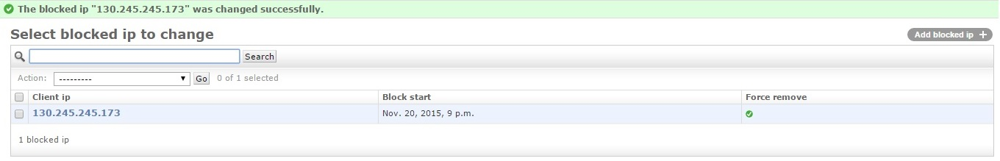 The blocked ip "130.245.245.173" was changed successfully.
Select blocked ip to change
Add blocked ip +
Search
Action: --------- Go 0 of 1 selected
Client ip Block start Force remove
130.245.245.173 Nov. 20, 2015, 9 p.m.
1 blocked ip